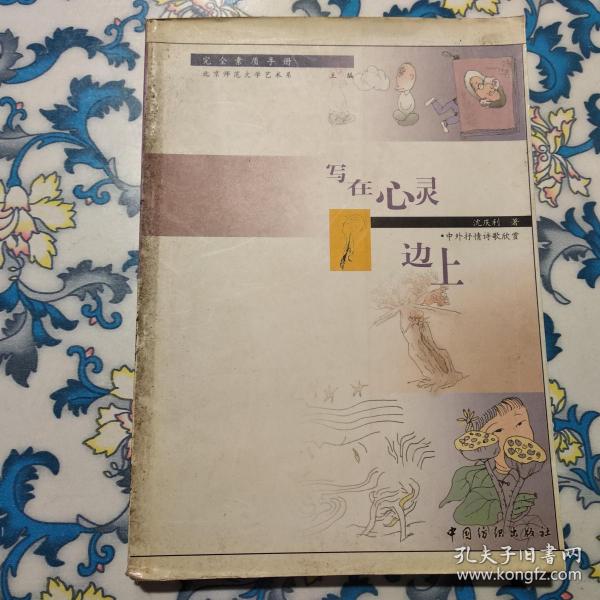 完全素质手册
北京师范大学艺术系 主编
写在心灵
沈庆利 著
·中外抒情诗歌欣赏
边上
中国纺织出版社
孔夫子旧书网
www.kongfz.com